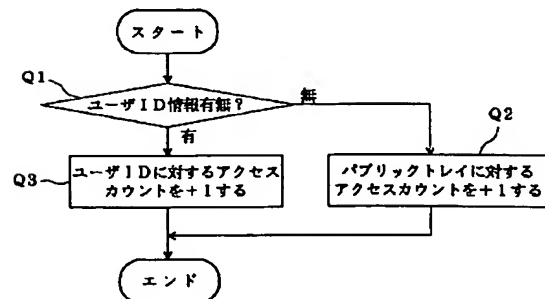 スタート
Q1
ユーザID情報有無?
無
有
Q2
Q3
ユーザIDに対するアクセス
カウントを+1する
パブリックトレイに対する
アクセスカウントを+1する
エンド